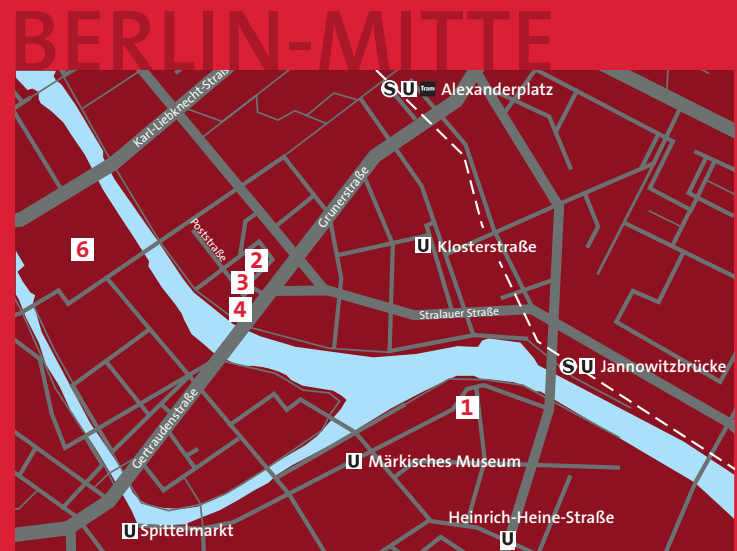 BERLIN-MITTE
S U Tram Alexanderplatz
Karl-Liebknecht-Straße
Grunerstraße
Poststraße
6
2
U Klosterstraße
3
4
Stralauer Straße
S U Jannowitzbrücke
Gertraudenstraße
1
U Märkisches Museum
Heinrich-Heine-Straße
U
U Spittelmarkt